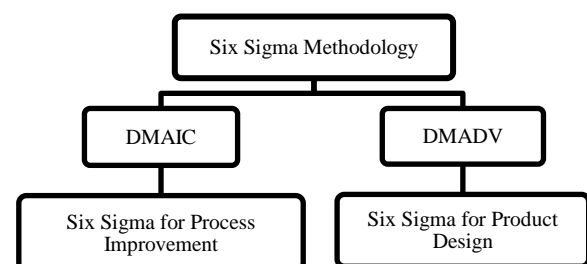 Six Sigma Methodology
DMAIC
DMADV
Six Sigma for Process
Improvement
Six Sigma for Product
Design